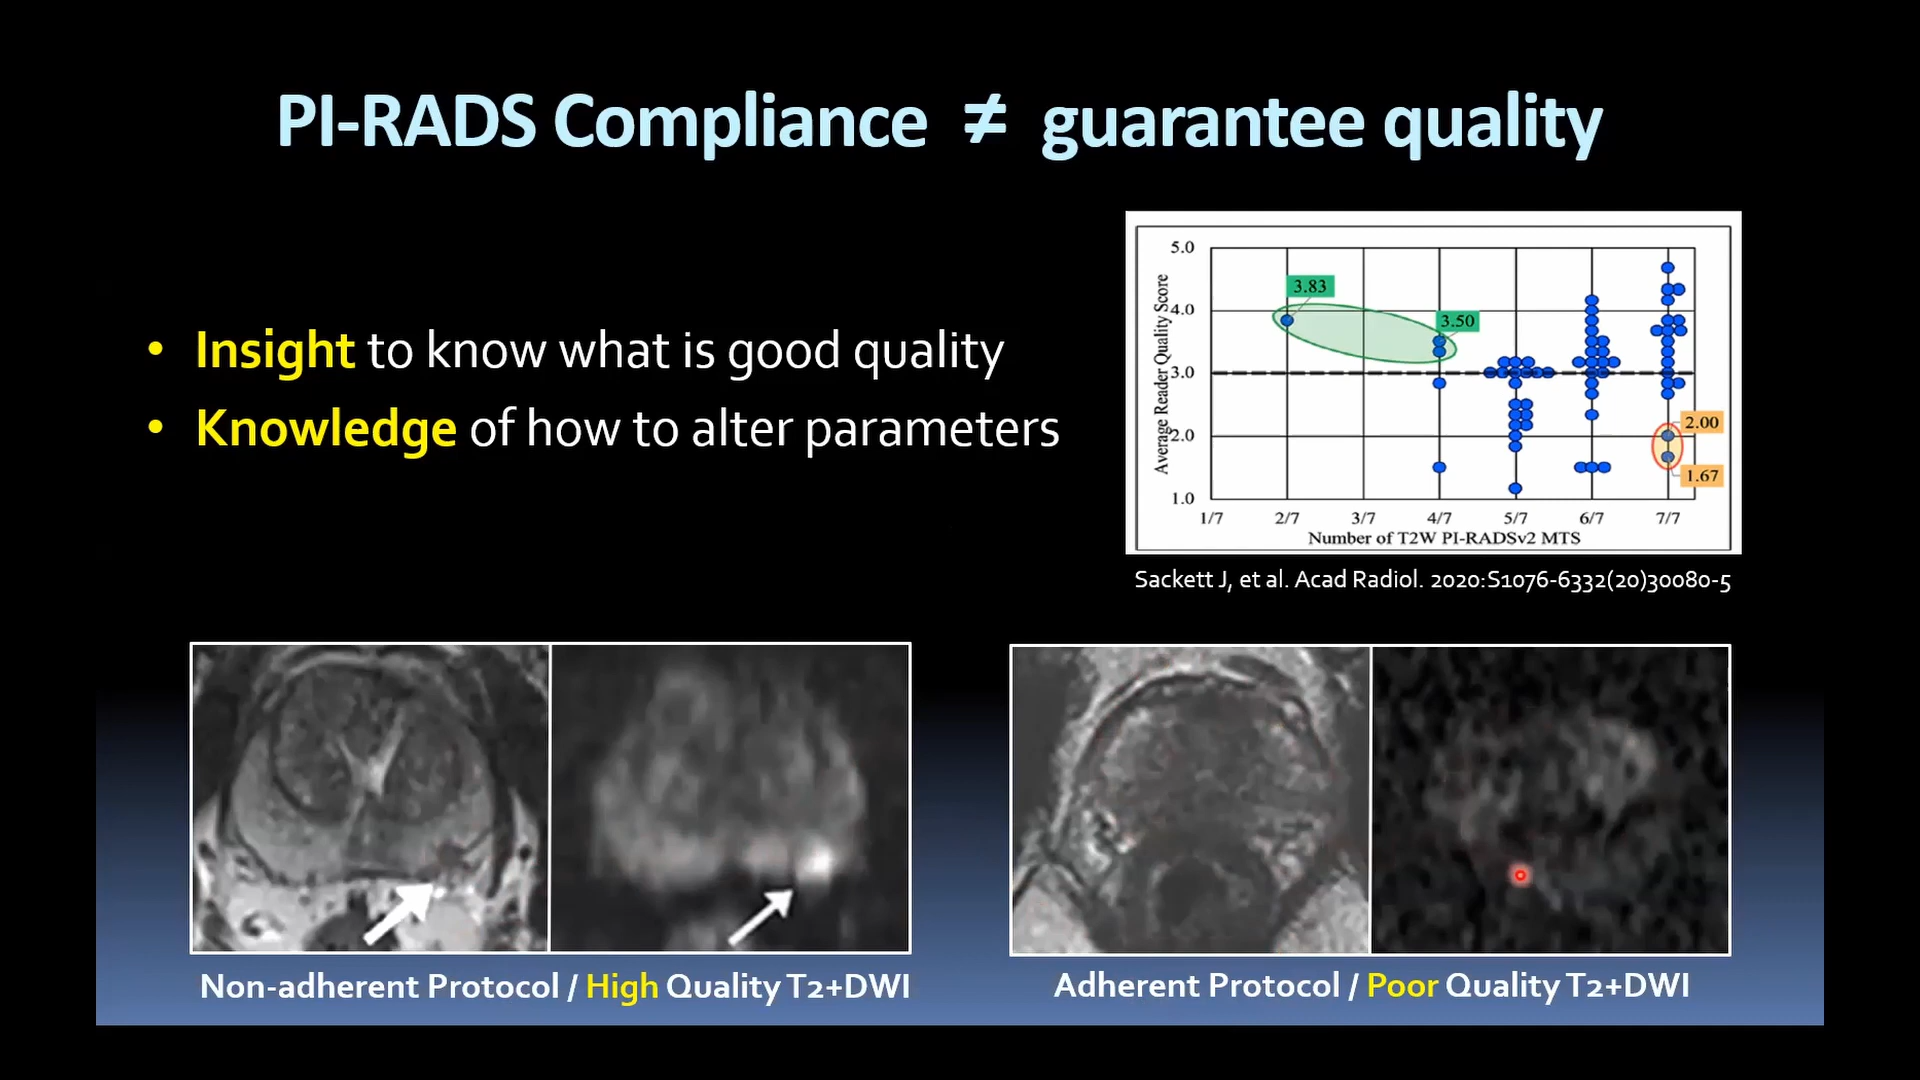 PI-RADS Compliance ≠ guarantee quality
• Insight to know what is good quality
• Knowledge of how to alter parameters
Average Reader Quality Score
5.0
4.0
3.0
2.0
1.0
3.83
3.50
2.00
1.67
1/7 2/7 3/7 4/7 5/7 6/7 7/7
Number of T2W PI-RADSv2 MTS
Sackett J, et al. Acad Radiol. 2020:S1076-6332(20)30080-5
Non-adherent Protocol / High Quality T2+DWI
Adherent Protocol / Poor Quality T2+DWI